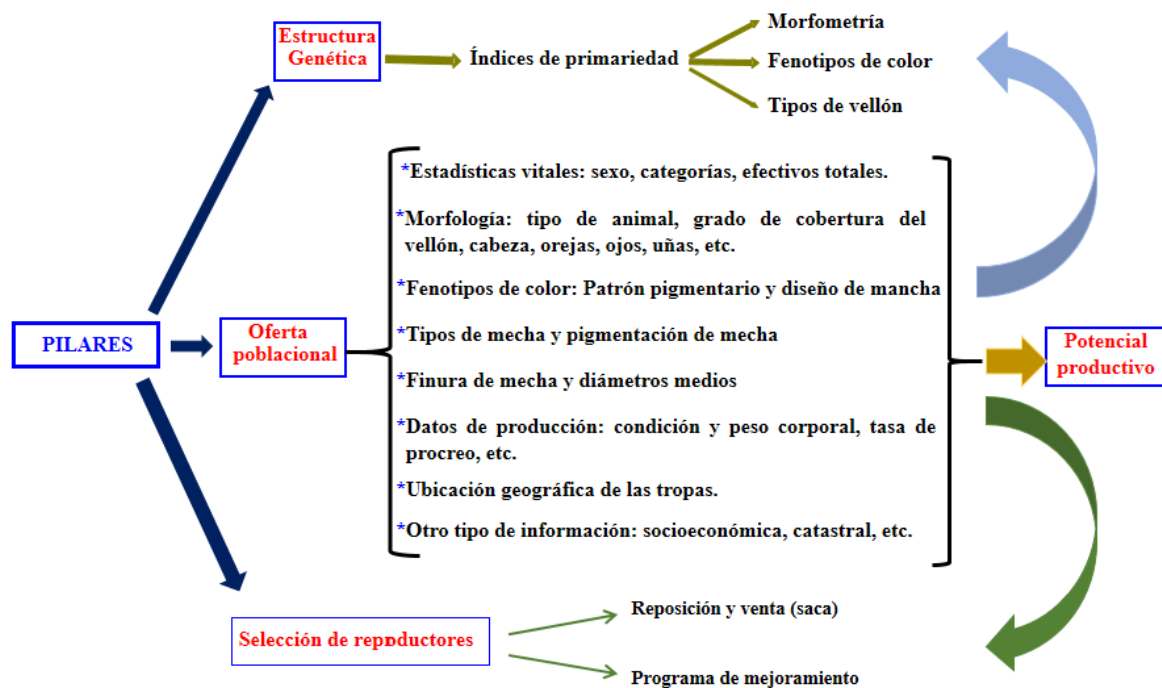 Estructura
Genética
Índices de primariedad
Morfometría
Fenotipos de color
Tipos de vellón
PILARES
Oferta
poblacional
*Estadísticas vitales: sexo, categorías, efectivos totales.
*Morfología: tipo de animal, grado de cobertura del
vellón, cabeza, orejas, ojos, uñas, etc.
*Fenotipos de color: Patrón pigmentario y diseño de mancha
*Tipos de mecha y pigmentación de mecha
*Finura de mecha y diámetros medios
*Datos de producción: condición y peso corporal, tasa de
procreo, etc.
*Ubicación geográfica de las tropas.
*Otro tipo de información: socioeconómica, catastral, etc.
Potencial
productivo
Selección de reproductores
Reposición y venta (saca)
Programa de mejoramiento